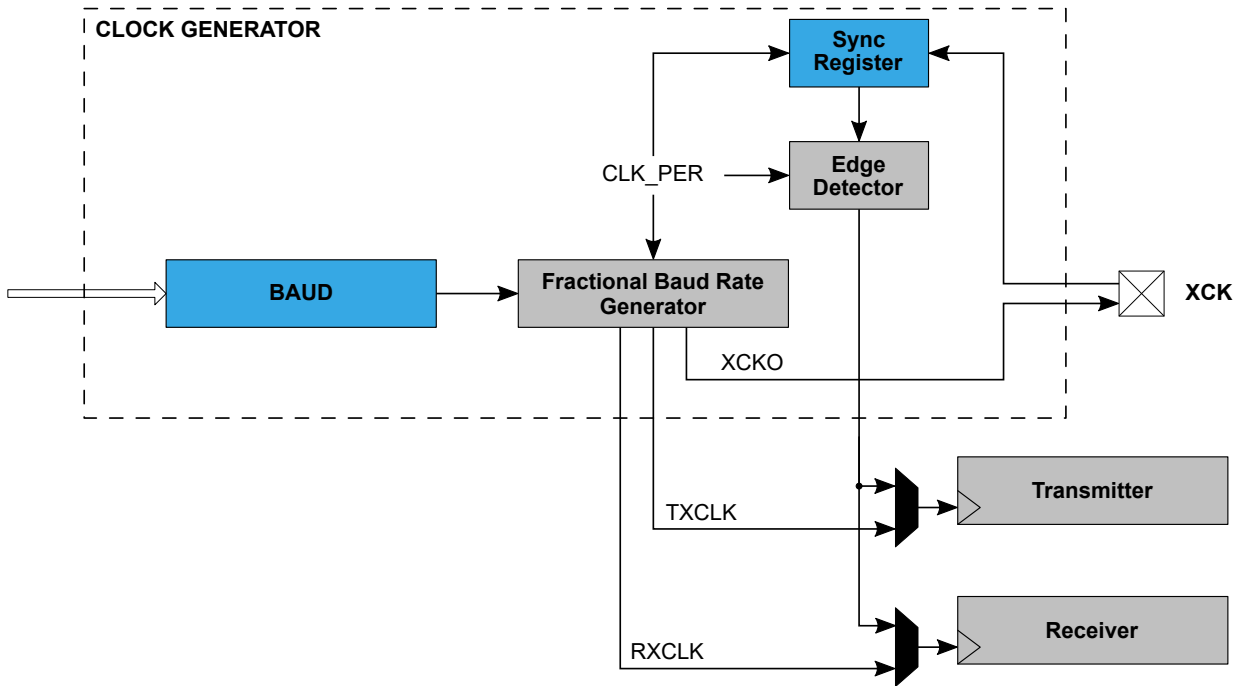 CLOCK GENERATOR
Sync
Register
CLK_PER
Edge
Detector
BAUD
Fractional Baud Rate
Generator
XCK
XCKO
TXCLK
Transmitter
RXCLK
Receiver